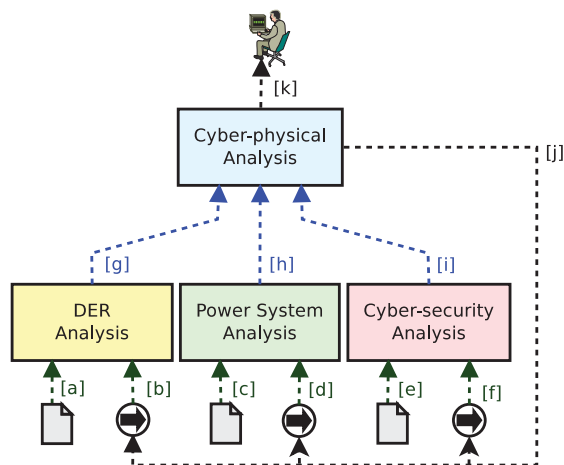 [k]
Cyber-physical
Analysis
[j]
[g]
[h]
[i]
DER
Analysis
Power System
Analysis
Cyber-security
Analysis
[a]
[b]
[c]
[d]
[e]
[f]